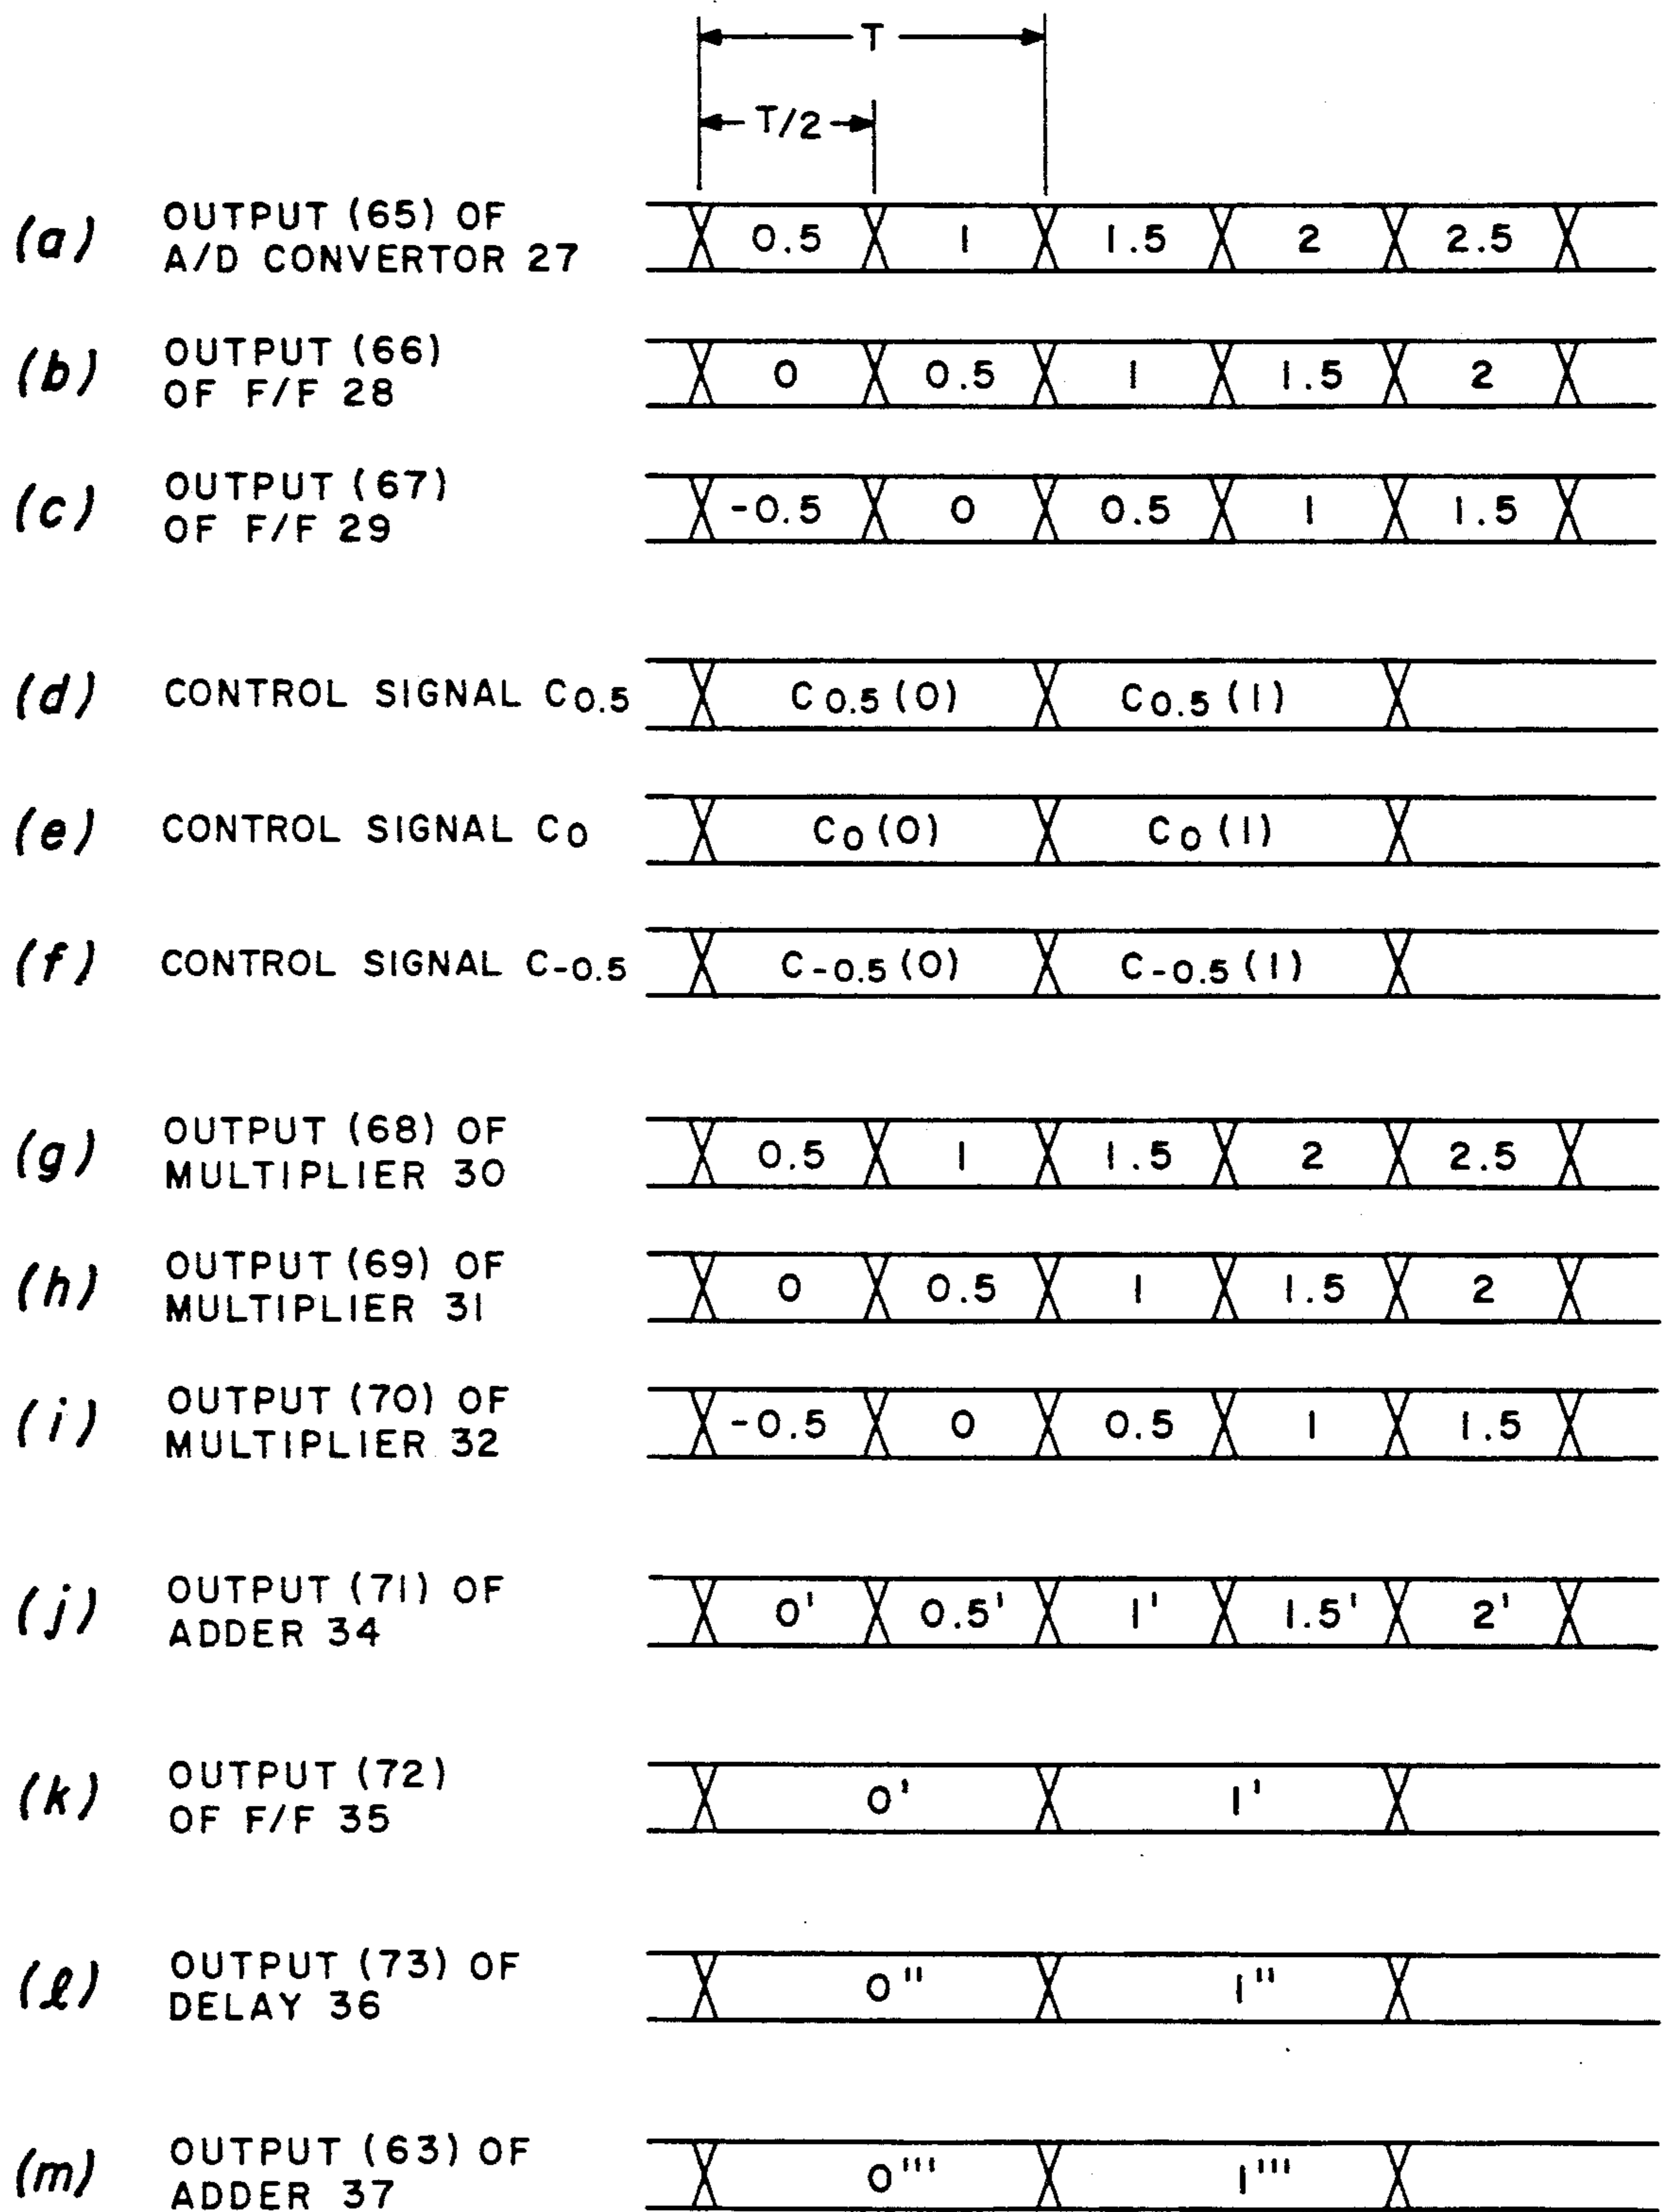 T
T/2
(a) OUTPUT (65) OF
A/D CONVERTOR 27
0.5 1 1.5 2 2.5
(b) OUTPUT (66)
OF F/F 28
0 0.5 1 1.5 2
(c) OUTPUT (67)
OF F/F 29
-0.5 0 0.5 1 1.5
(d) CONTROL SIGNAL C0.5
C0.5(0) C0.5(1)
(e) CONTROL SIGNAL C0
C0(0) C0(1)
(f) CONTROL SIGNAL C-0.5
C-0.5(0) C-0.5(1)
(g) OUTPUT (68) OF
MULTIPLIER 30
0.5 1 1.5 2 2.5
(h) OUTPUT (69) OF
MULTIPLIER 31
0 0.5 1 1.5 2
(i) OUTPUT (70) OF
MULTIPLIER 32
-0.5 0 0.5 1 1.5
(j) OUTPUT (71) OF
ADDER 34
0' 0.5' 1' 1.5' 2'
(k) OUTPUT (72)
OF F/F 35
0' 1'
(l) OUTPUT (73) OF
DELAY 36
0'' 1''
(m) OUTPUT (63) OF
ADDER 37
0''' 1'''